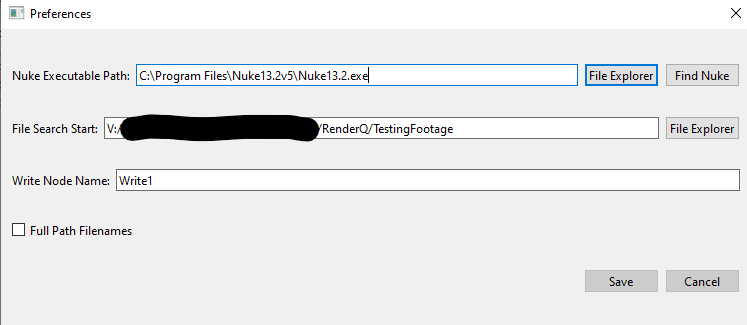 Preferences
Nuke Executable Path: C:\Program Files\Nuke13.2v5\Nuke13.2.exe File Explorer Find Nuke
File Search Start: V:/ /RenderQ/TestingFootage File Explorer
Write Node Name: Write1
Full Path Filenames
Save Cancel